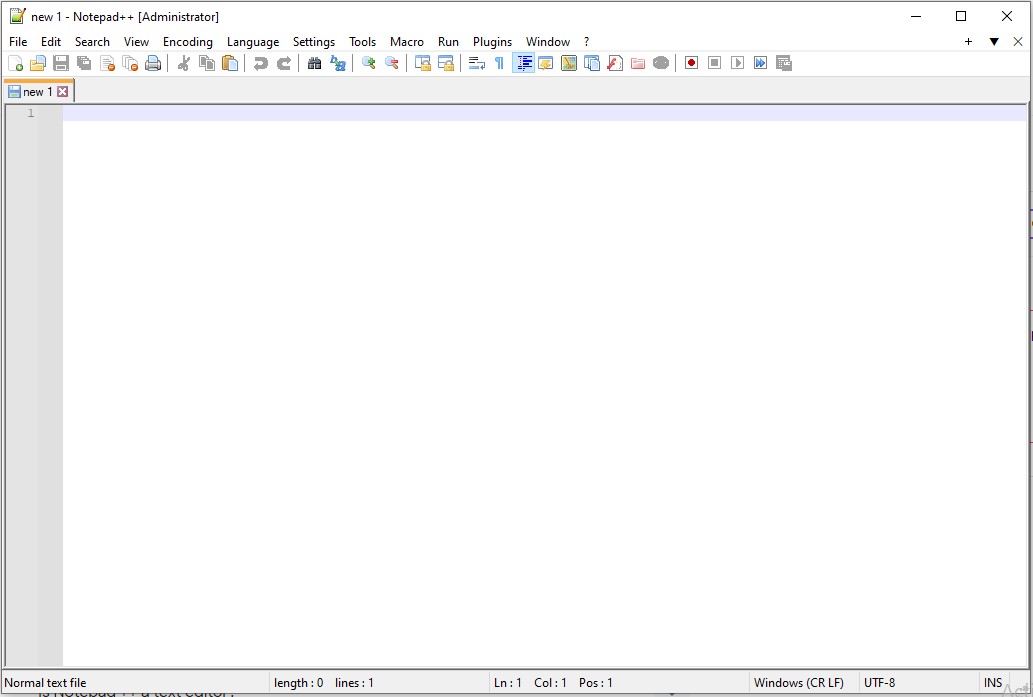 new 1 - Notepad++ [Administrator]
File Edit Search View Encoding Language Settings Tools Macro Run Plugins Window ?
new 1
1
Normal text file length : 0 lines : 1 Ln : 1 Col : 1 Pos : 1 Windows (CR LF) UTF-8 INS